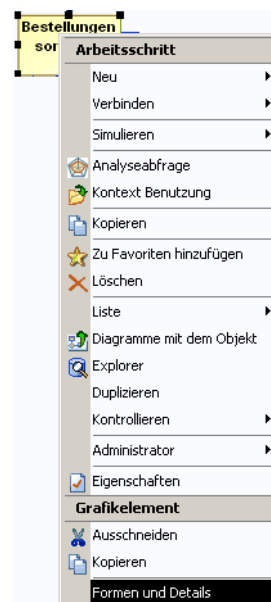 Bestellungen
sor
Arbeitsschritt
Neu
Verbinden
Simulieren
Analyseabfrage
Kontext Benutzung
Kopieren
Zu Favoriten hinzufügen
Löschen
Liste
Diagramme mit dem Objekt
Explorer
Duplizieren
Kontrollieren
Administrator
Eigenschaften
Grafikelement
Ausschneiden
Kopieren
Formen und Details